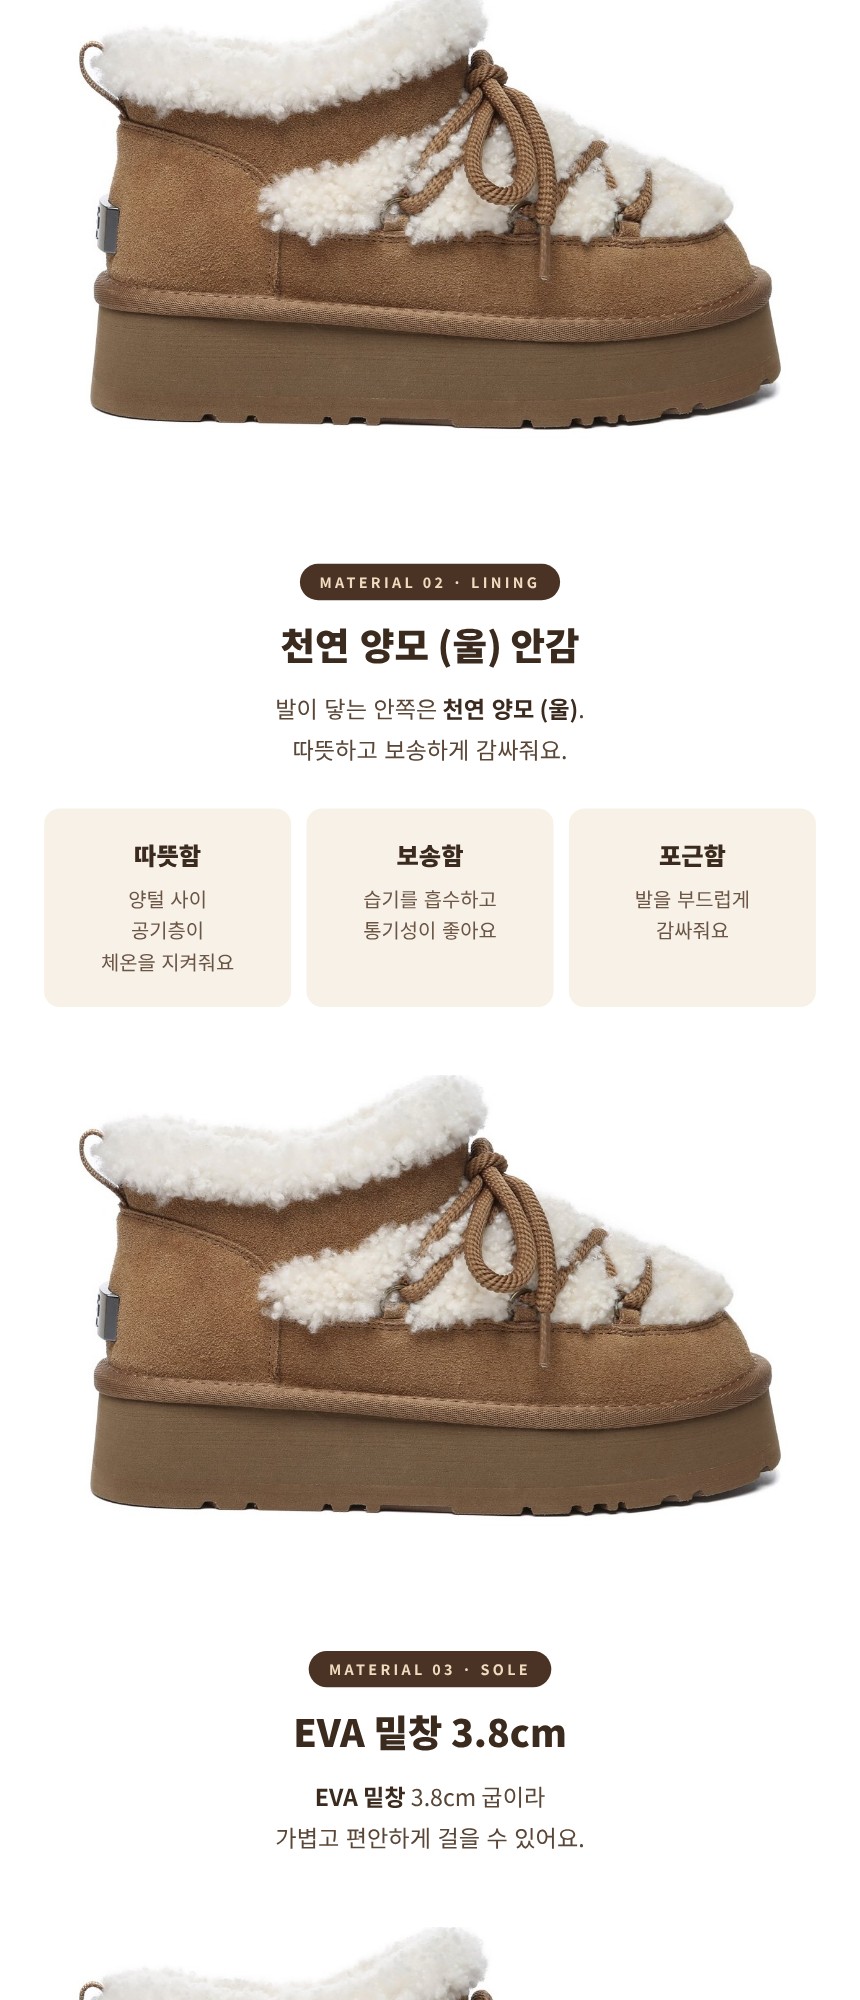 MATERIAL 02 · LINING
천연 양모 (울) 안감
발이 닿는 안쪽은 천연 양모 (울).
따뜻하고 보송하게 감싸줘요.
따뜻함
양털 사이
공기층이
체온을 지켜줘요
보송함
습기를 흡수하고
통기성이 좋아요
포근함
발을 부드럽게
감싸줘요
MATERIAL 03 · SOLE
EVA 밑창 3.8cm
EVA 밑창 3.8cm 굽이라
가볍고 편안하게 걸을 수 있어요.